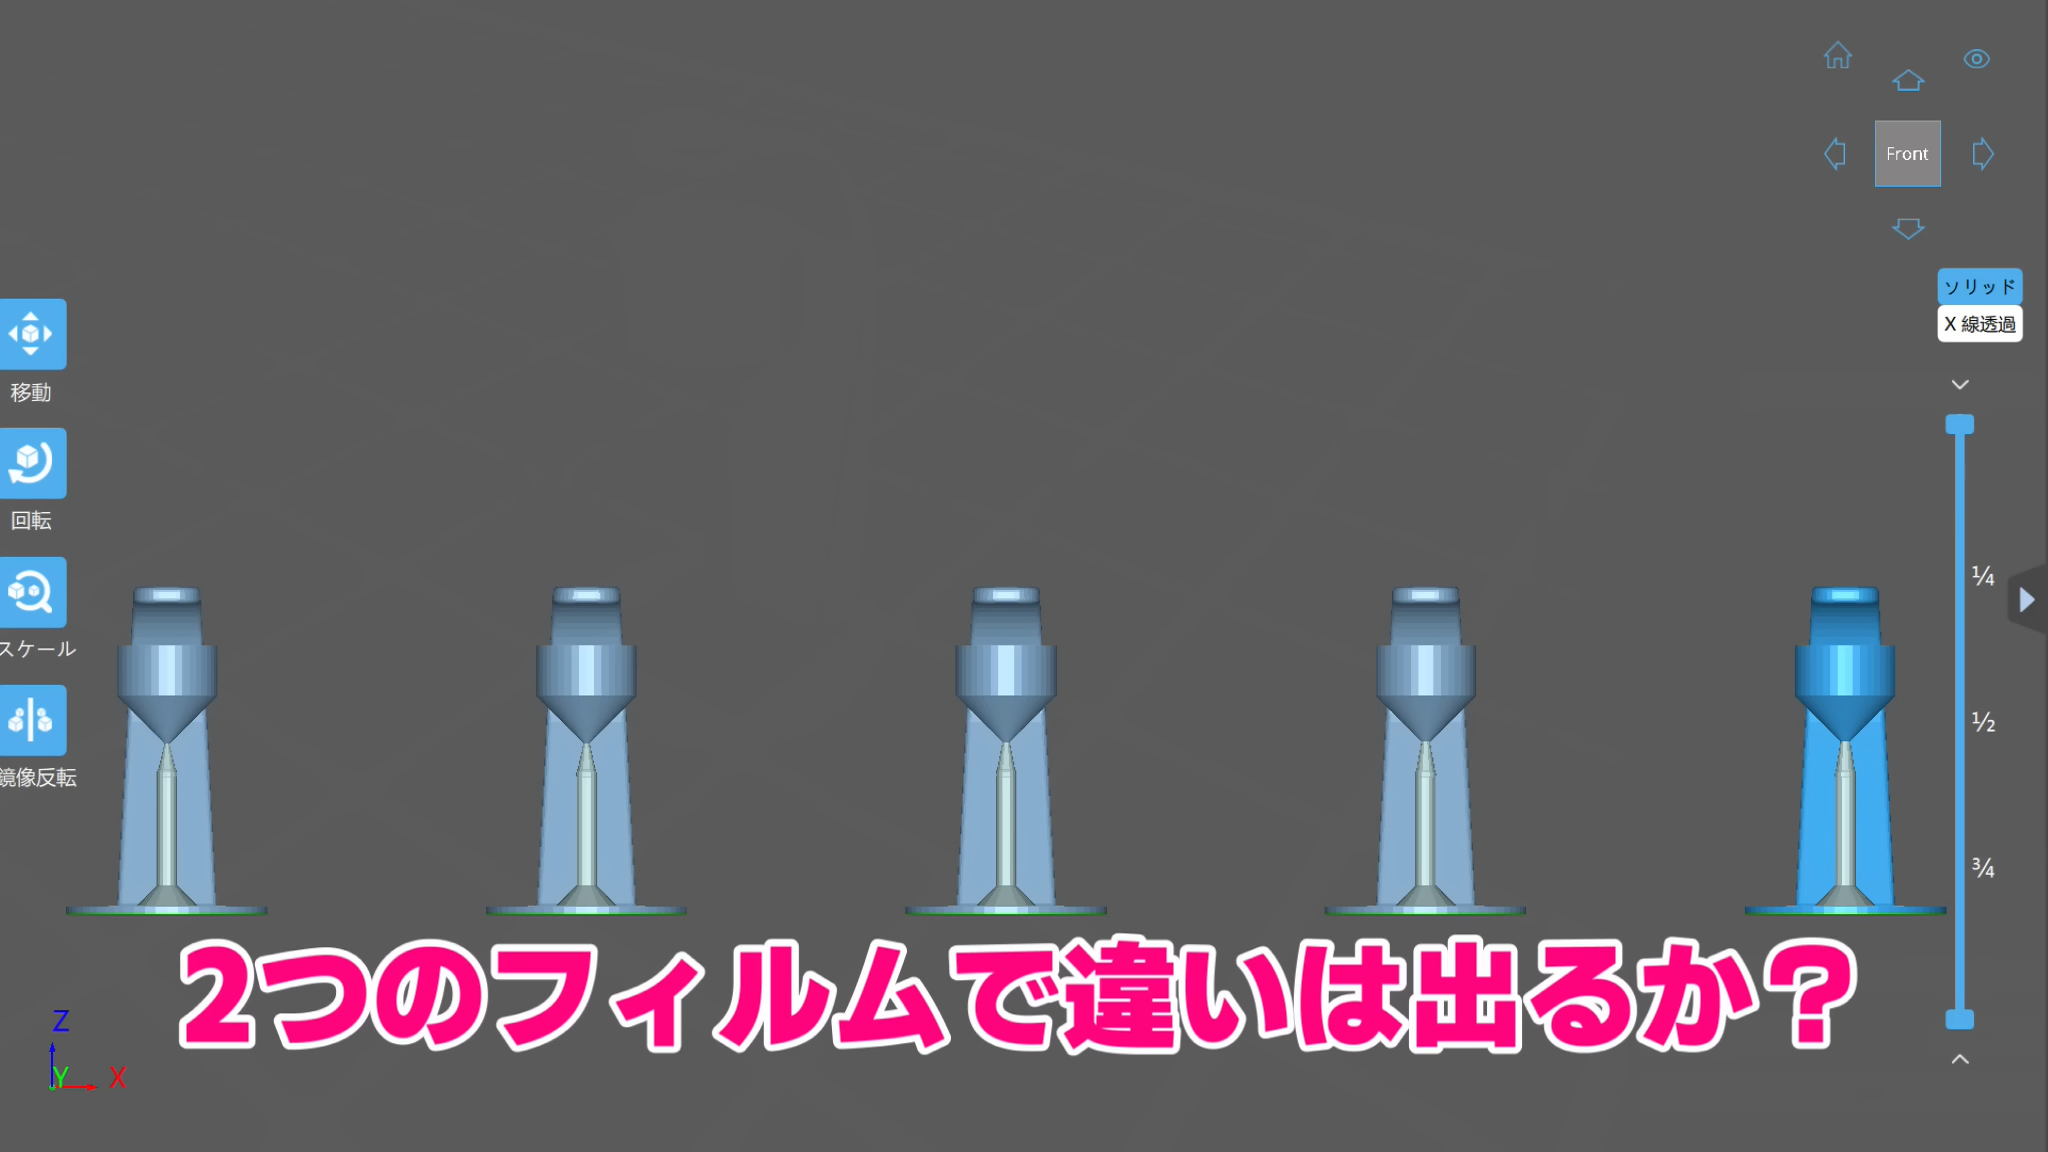 Front
ソリッド
X 線透過
移動
回転
スケール
鏡像反転
¼
½
¾
2つのフィルムで違いは出るか?
Z
Y
X